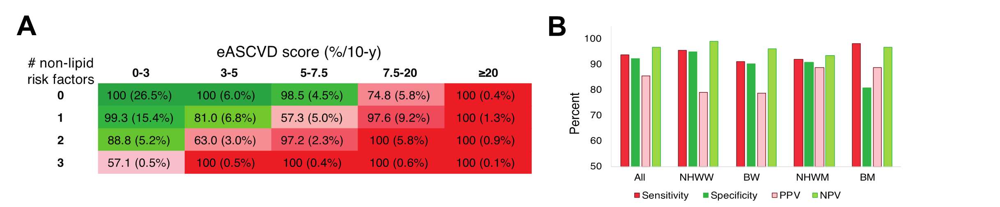 A
eASCVD score (%/10-y)
# non-lipid
risk factors
0-3 3-5 5-7.5 7.5-20 ≥20
0 100 (26.5%) 100 (6.0%) 98.5 (4.5%) 74.8 (5.8%) 100 (0.4%)
1 99.3 (15.4%) 81.0 (6.8%) 57.3 (5.0%) 97.6 (9.2%) 100 (1.3%)
2 88.8 (5.2%) 63.0 (3.0%) 97.2 (2.3%) 100 (5.8%) 100 (0.9%)
3 57.1 (0.5%) 100 (0.5%) 100 (0.4%) 100 (0.6%) 100 (0.1%)
B
Percent
100
90
80
70
60
50
All NHWW BW NHWM BM
Sensitivity Specificity PPV NPV